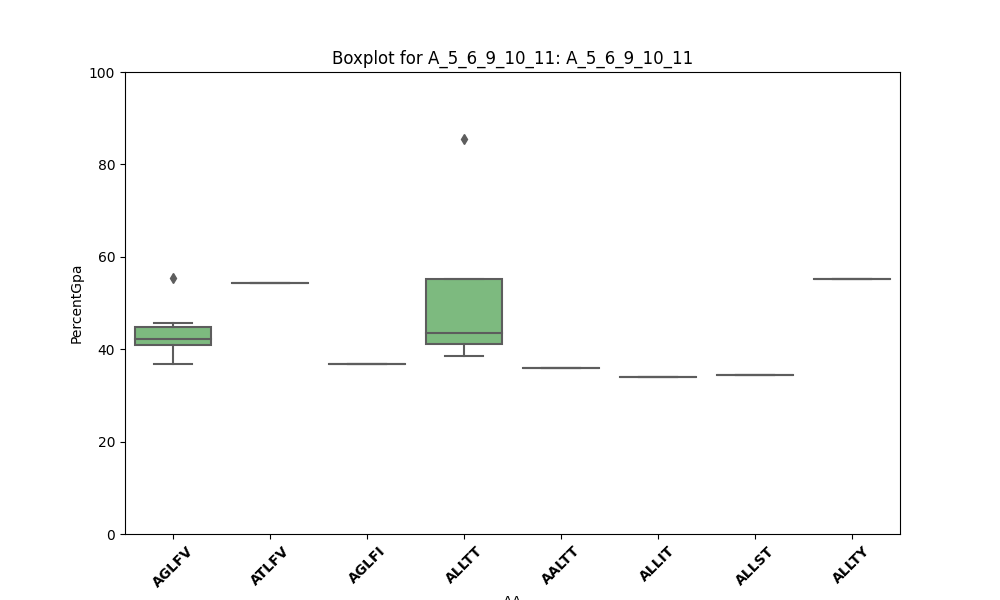 Boxplot for A_5_6_9_10_11: A_5_6_9_10_11
100
80
60
40
20
0
PercentGpa
AGLFV
ATLFV
AGLFI
ALLTT
AALTT
ALLIT
ALLST
ALLTY
AA